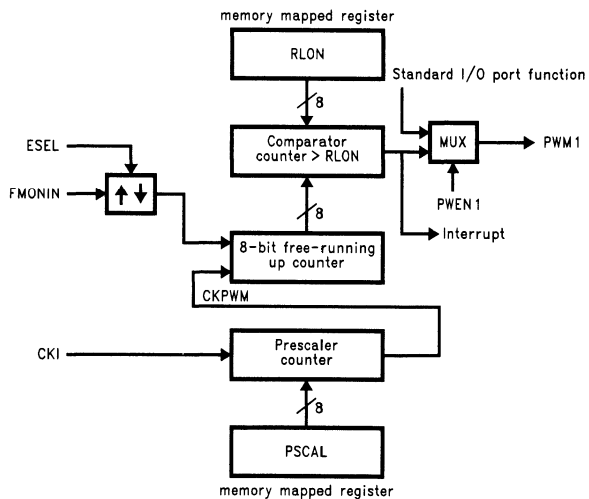 memory mapped register
RLON
8
Standard I/O port function
ESEL
Comparator
counter > RLON
MUX
PWM1
FMONIN
PWEN1
8
Interrupt
8-bit free-running
up counter
CKPWM
CKI
Prescaler
counter
8
PSCAL
memory mapped register